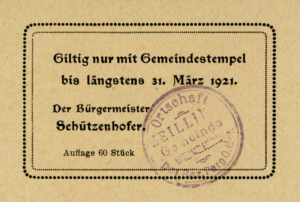 Giltig nur mit Gemeindestempel
bis längstens 31. März 1921.
Der Bürgermeister
Schützenhofer.
Auflage 60 Stück
Ortschaft
Gemeinde